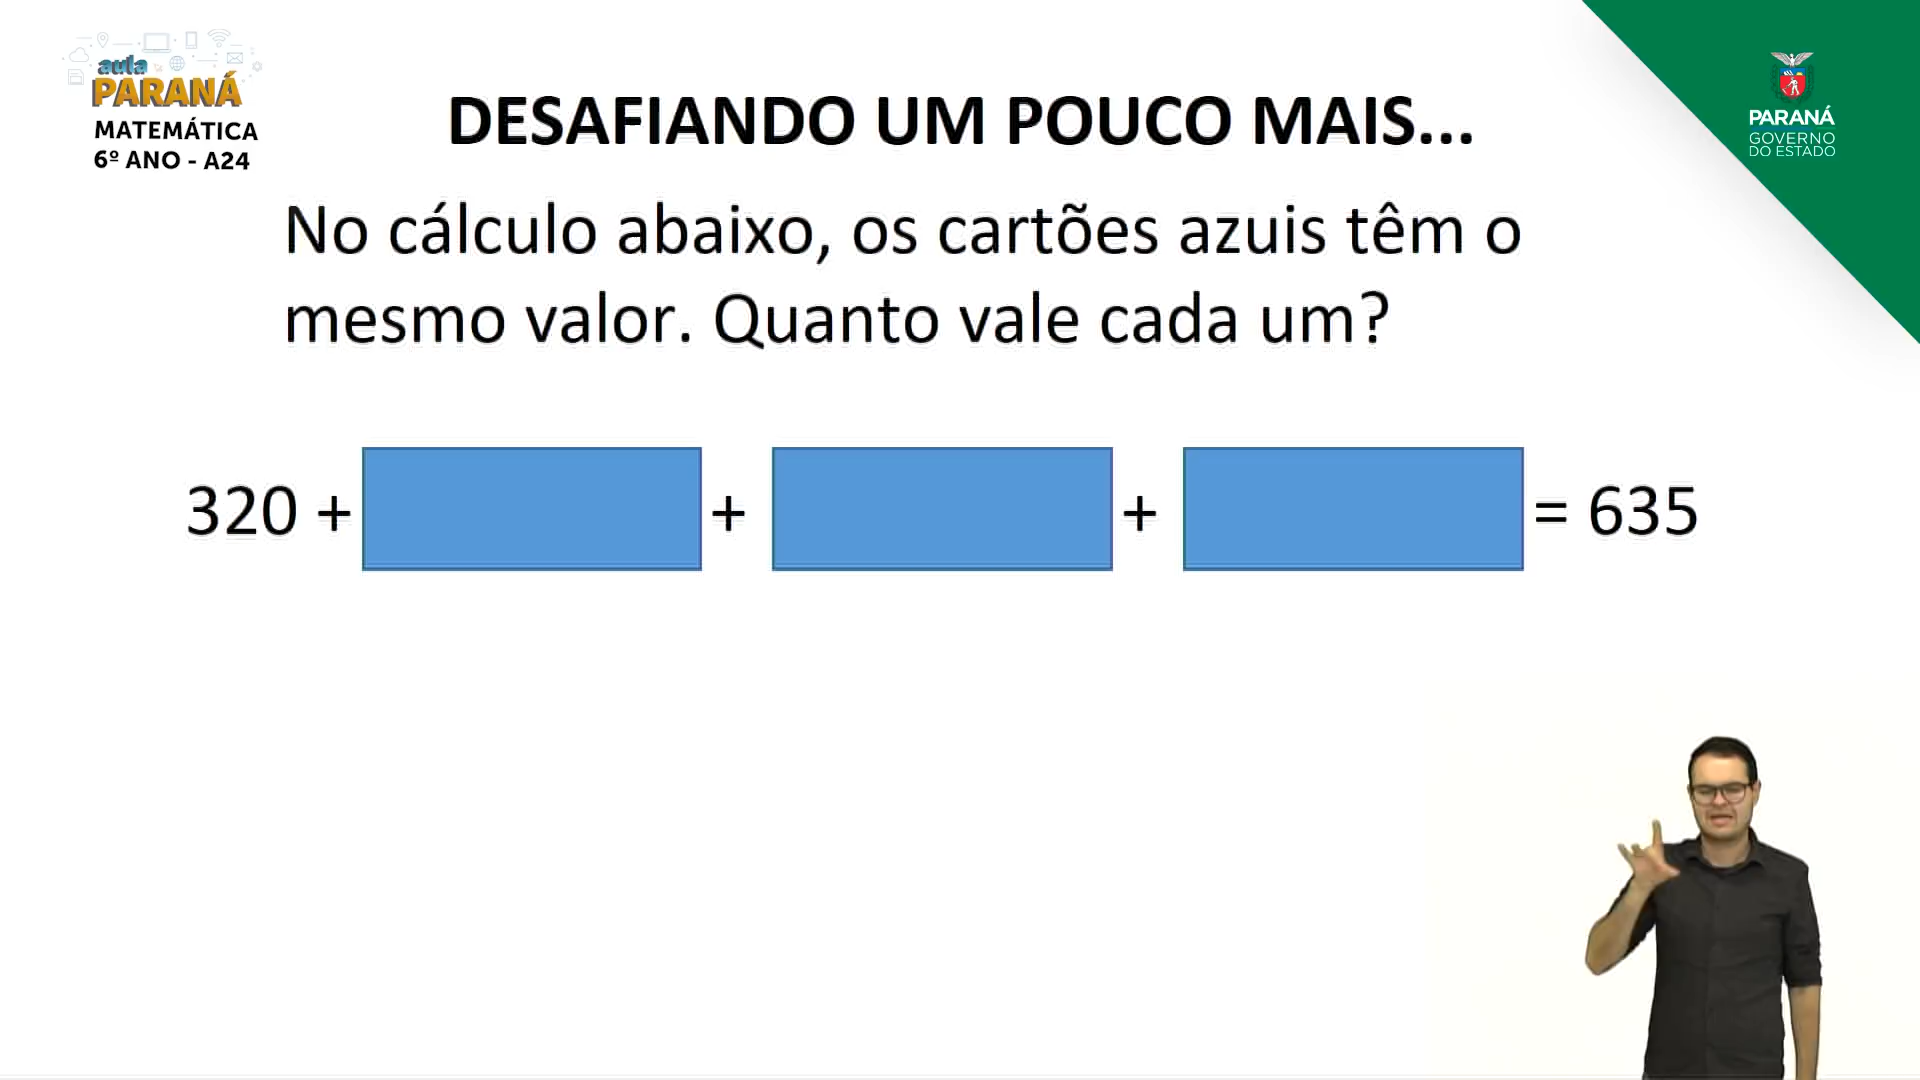 aula
PARANÁ
MATEMÁTICA
6º ANO - A24
DESAFIANDO UM POUCO MAIS...
PARANÁ
GOVERNO
DO ESTADO
No cálculo abaixo, os cartões azuis têm o
mesmo valor. Quanto vale cada um?
320 + + + = 635